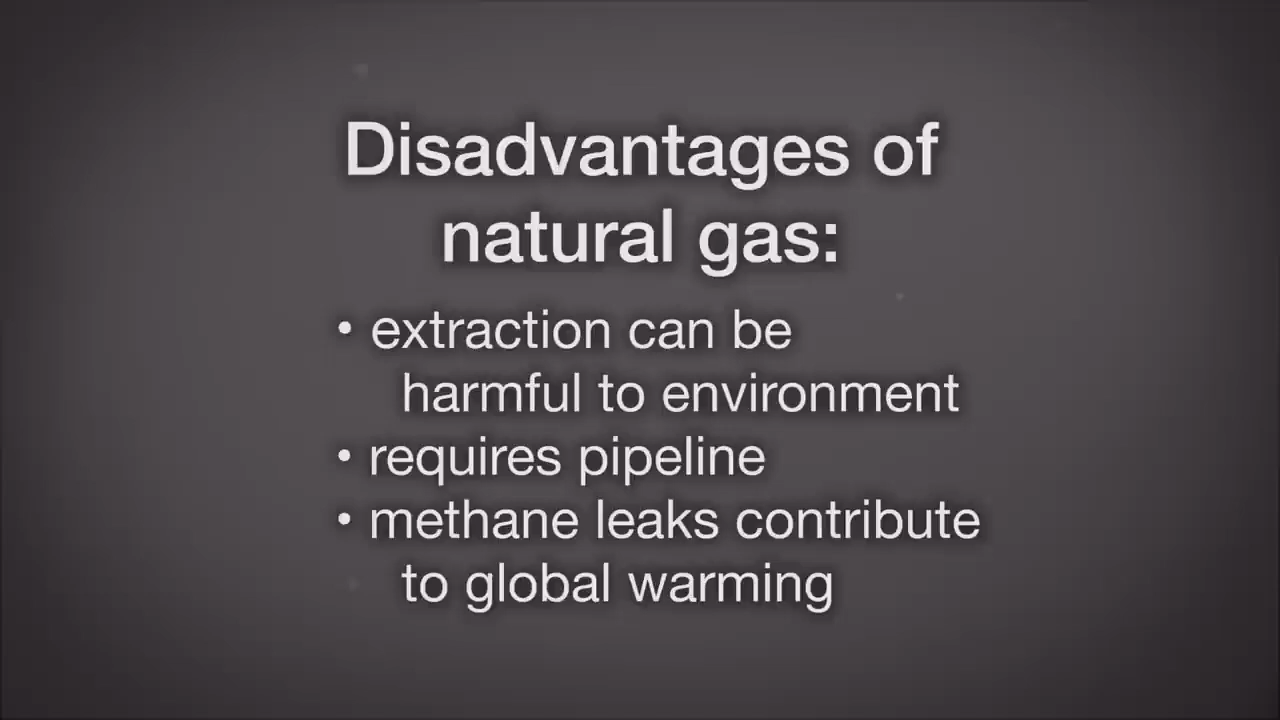 Disadvantages of
natural gas:
• extraction can be
harmful to environment
• requires pipeline
• methane leaks contribute
to global warming